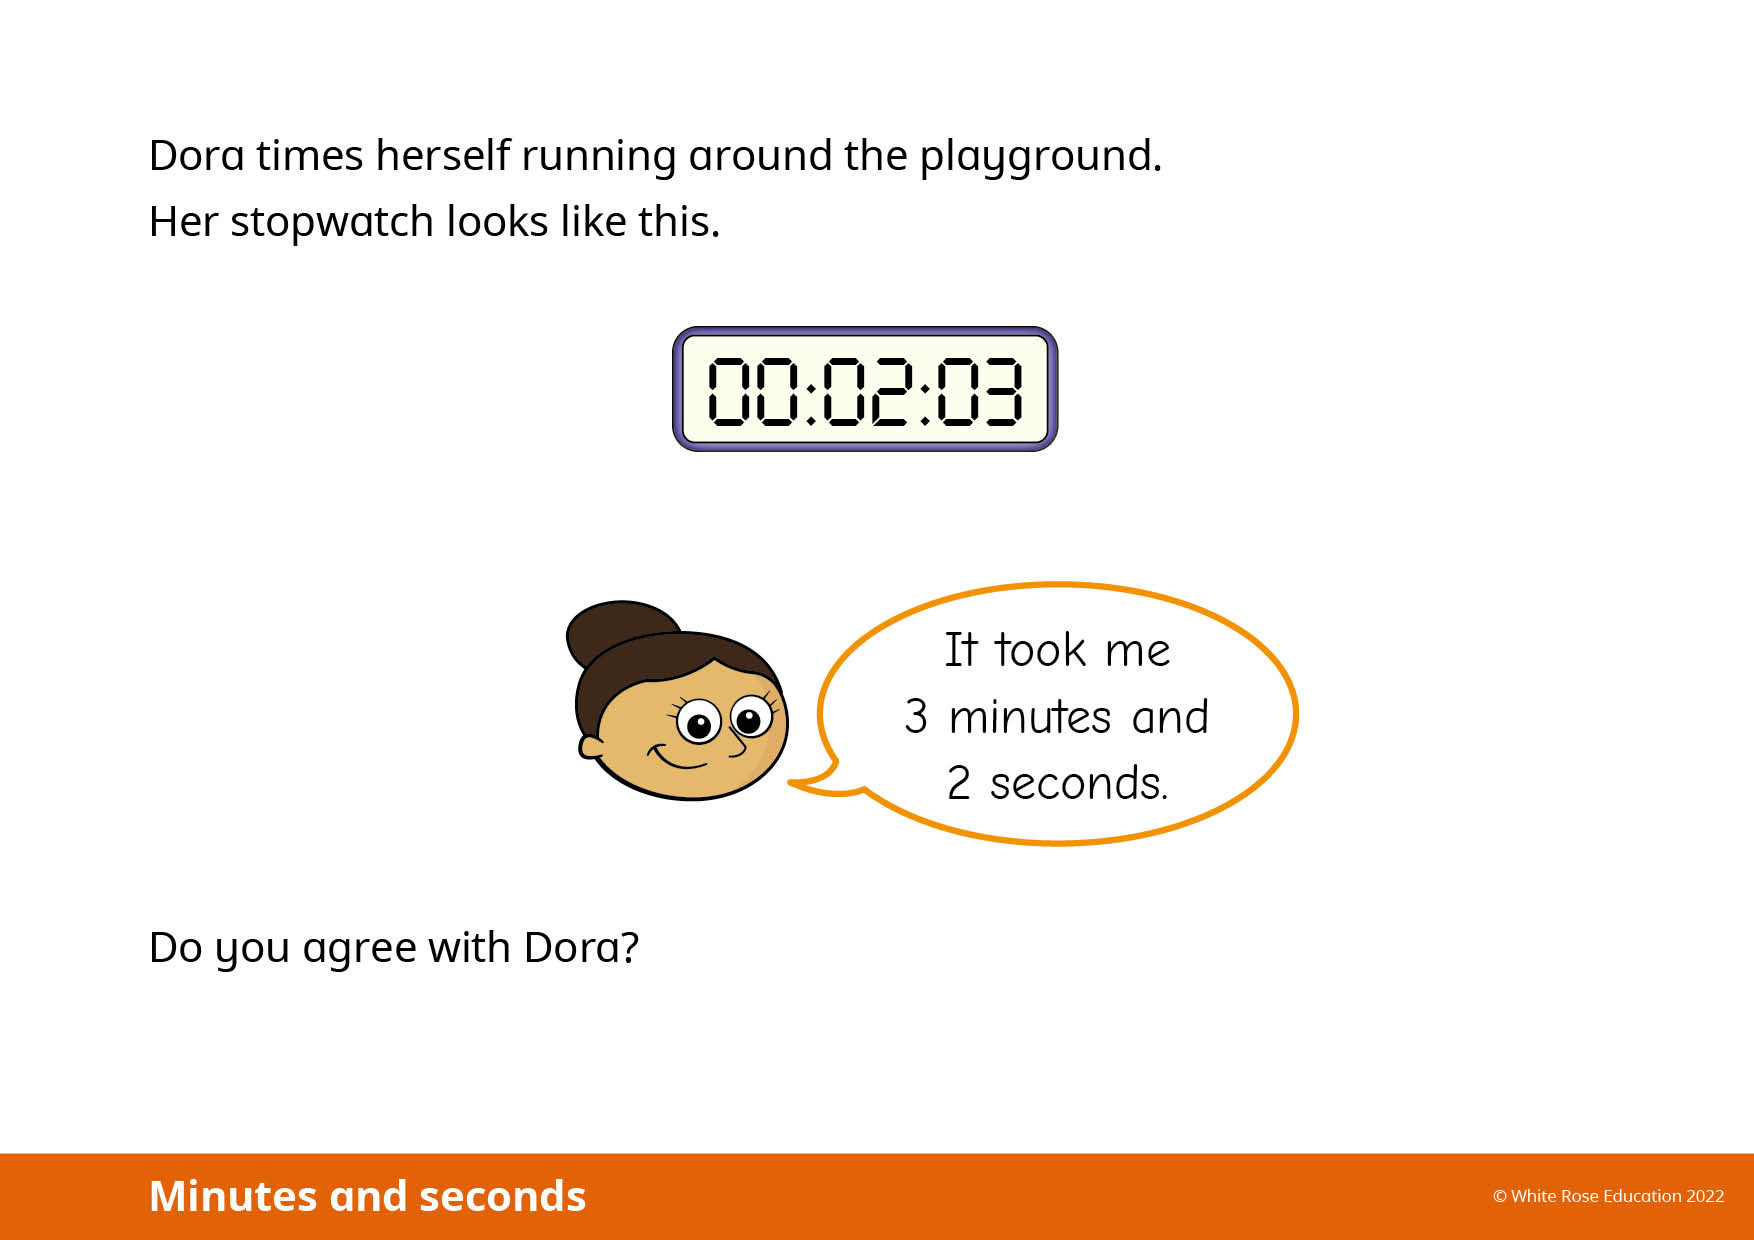 Dora times herself running around the playground.
Her stopwatch looks like this.
00:02:03
It took me
3 minutes and
2 seconds.
Do you agree with Dora?
Minutes and seconds
© White Rose Education 2022